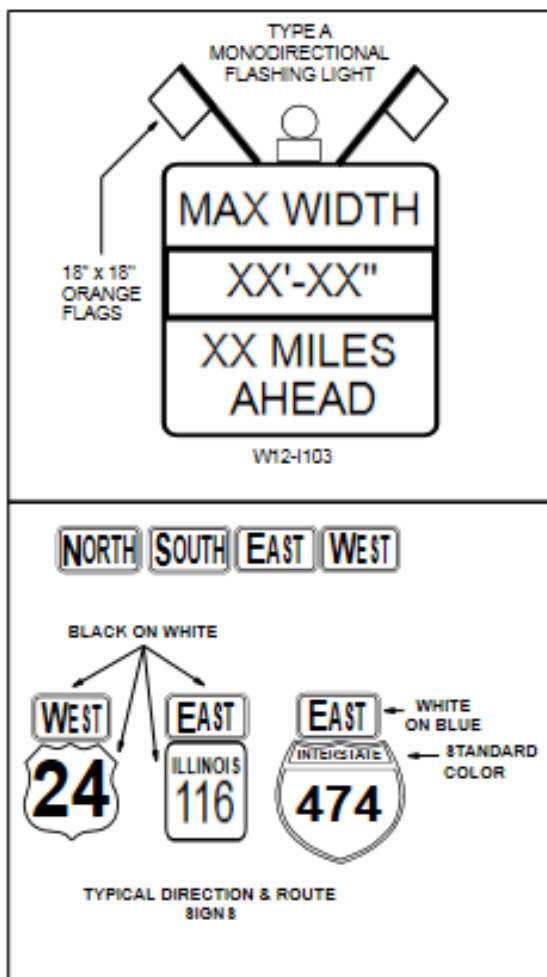 TYPE A
MONODIRECTIONAL
FLASHING LIGHT
MAX WIDTH
18" x 18"
ORANGE
FLAGS
XX'-XX"
XX MILES
AHEAD
W12-I103
NORTH SOUTH EAST WEST
BLACK ON WHITE
WEST EAST EAST
WHITE
ON BLUE
24
ILLINOIS
116
INTERSTATE
474
STANDARD
COLOR
TYPICAL DIRECTION & ROUTE
SIGNS